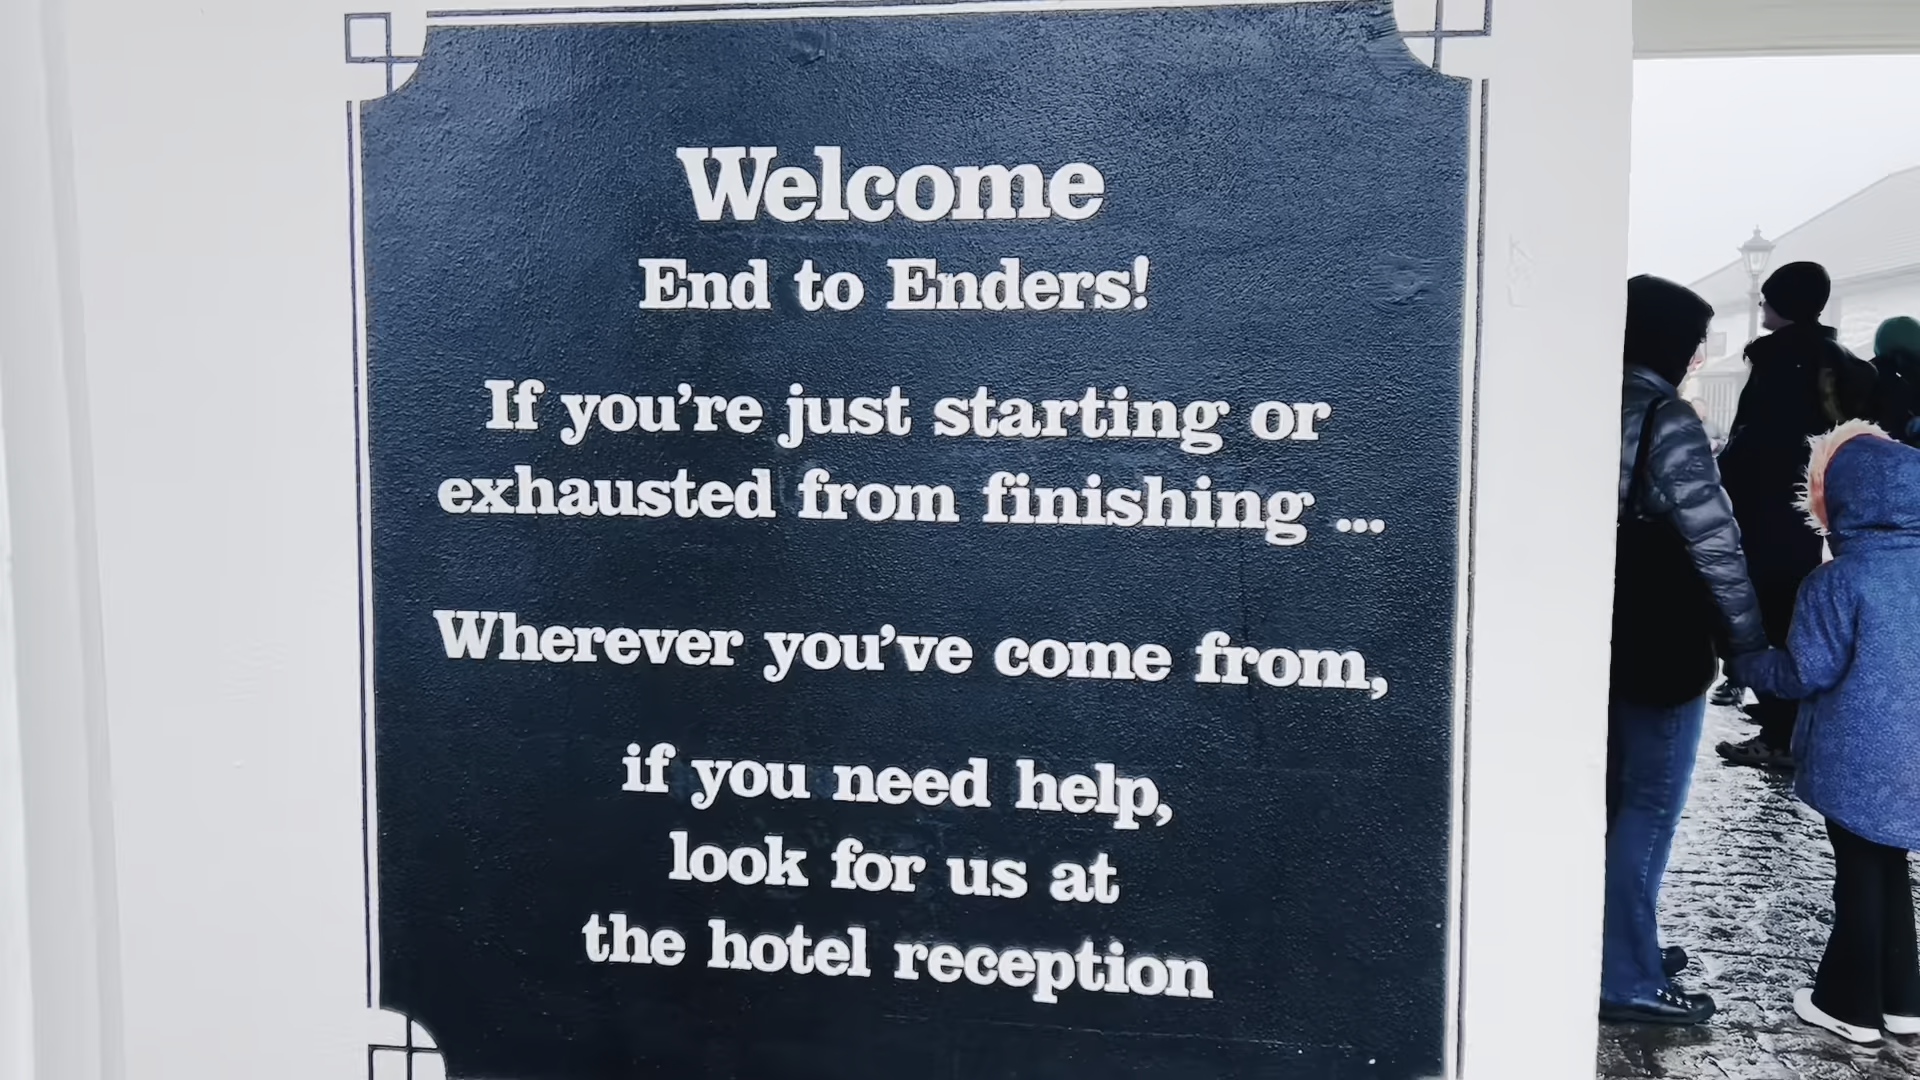 Welcome
End to Enders!
If you're just starting or
exhausted from finishing ...
Wherever you've come from,
if you need help,
look for us at
the hotel reception